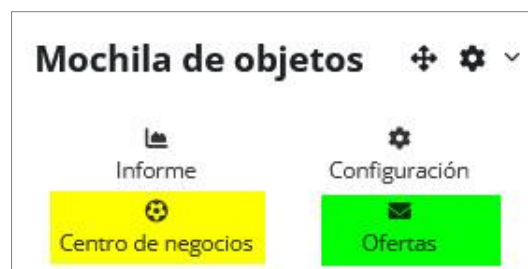 Mochila de objetos
Informe
Configuración
Centro de negocios
Ofertas